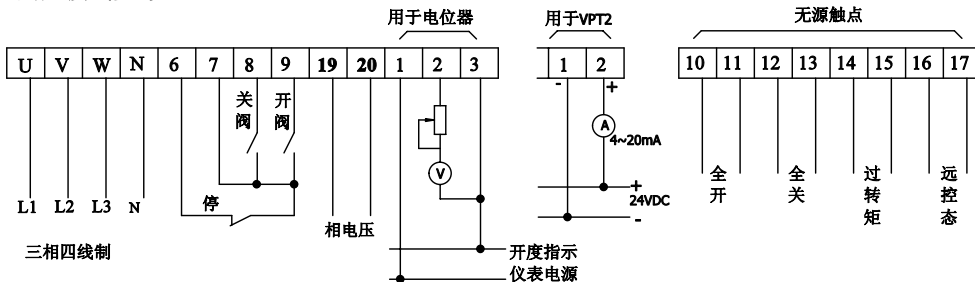 用于电位器 用于VPT2 无源触点
U V W N 6 7 8 9 19 20 1 2 3 1 2 10 11 12 13 14 15 16 17
- +
关阀 开阀
A
4~20mA
V
全开 全关 过转矩 远控态
+
24VDC
-
L1 L2 L3 N 停 相电压
三相四线制 开度指示
仪表电源